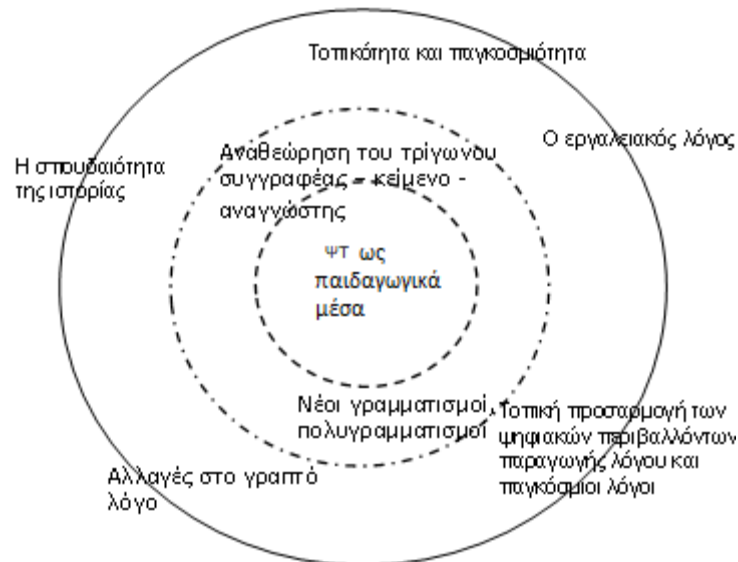 Τοπικότητα και παγκοσμιότητα
Ο εργαλειακός λόγος
Η σπουδαιότητα
της ιστορίας
Αναθεώρηση του τρίγωνου
συγγραφέας – κείμενο -
αναγνώστης
ΨΤ ως
παιδαγωγικά
μέσα
Νέοι γραμματισμοί,
πολυγραμματισμοί
Τοπική προσαρμογή των
ψηφιακών περιβαλλόντων
παραγωγής λόγου και
παγκόσμιοι λόγοι
Αλλαγές στο γραπτό
λόγο